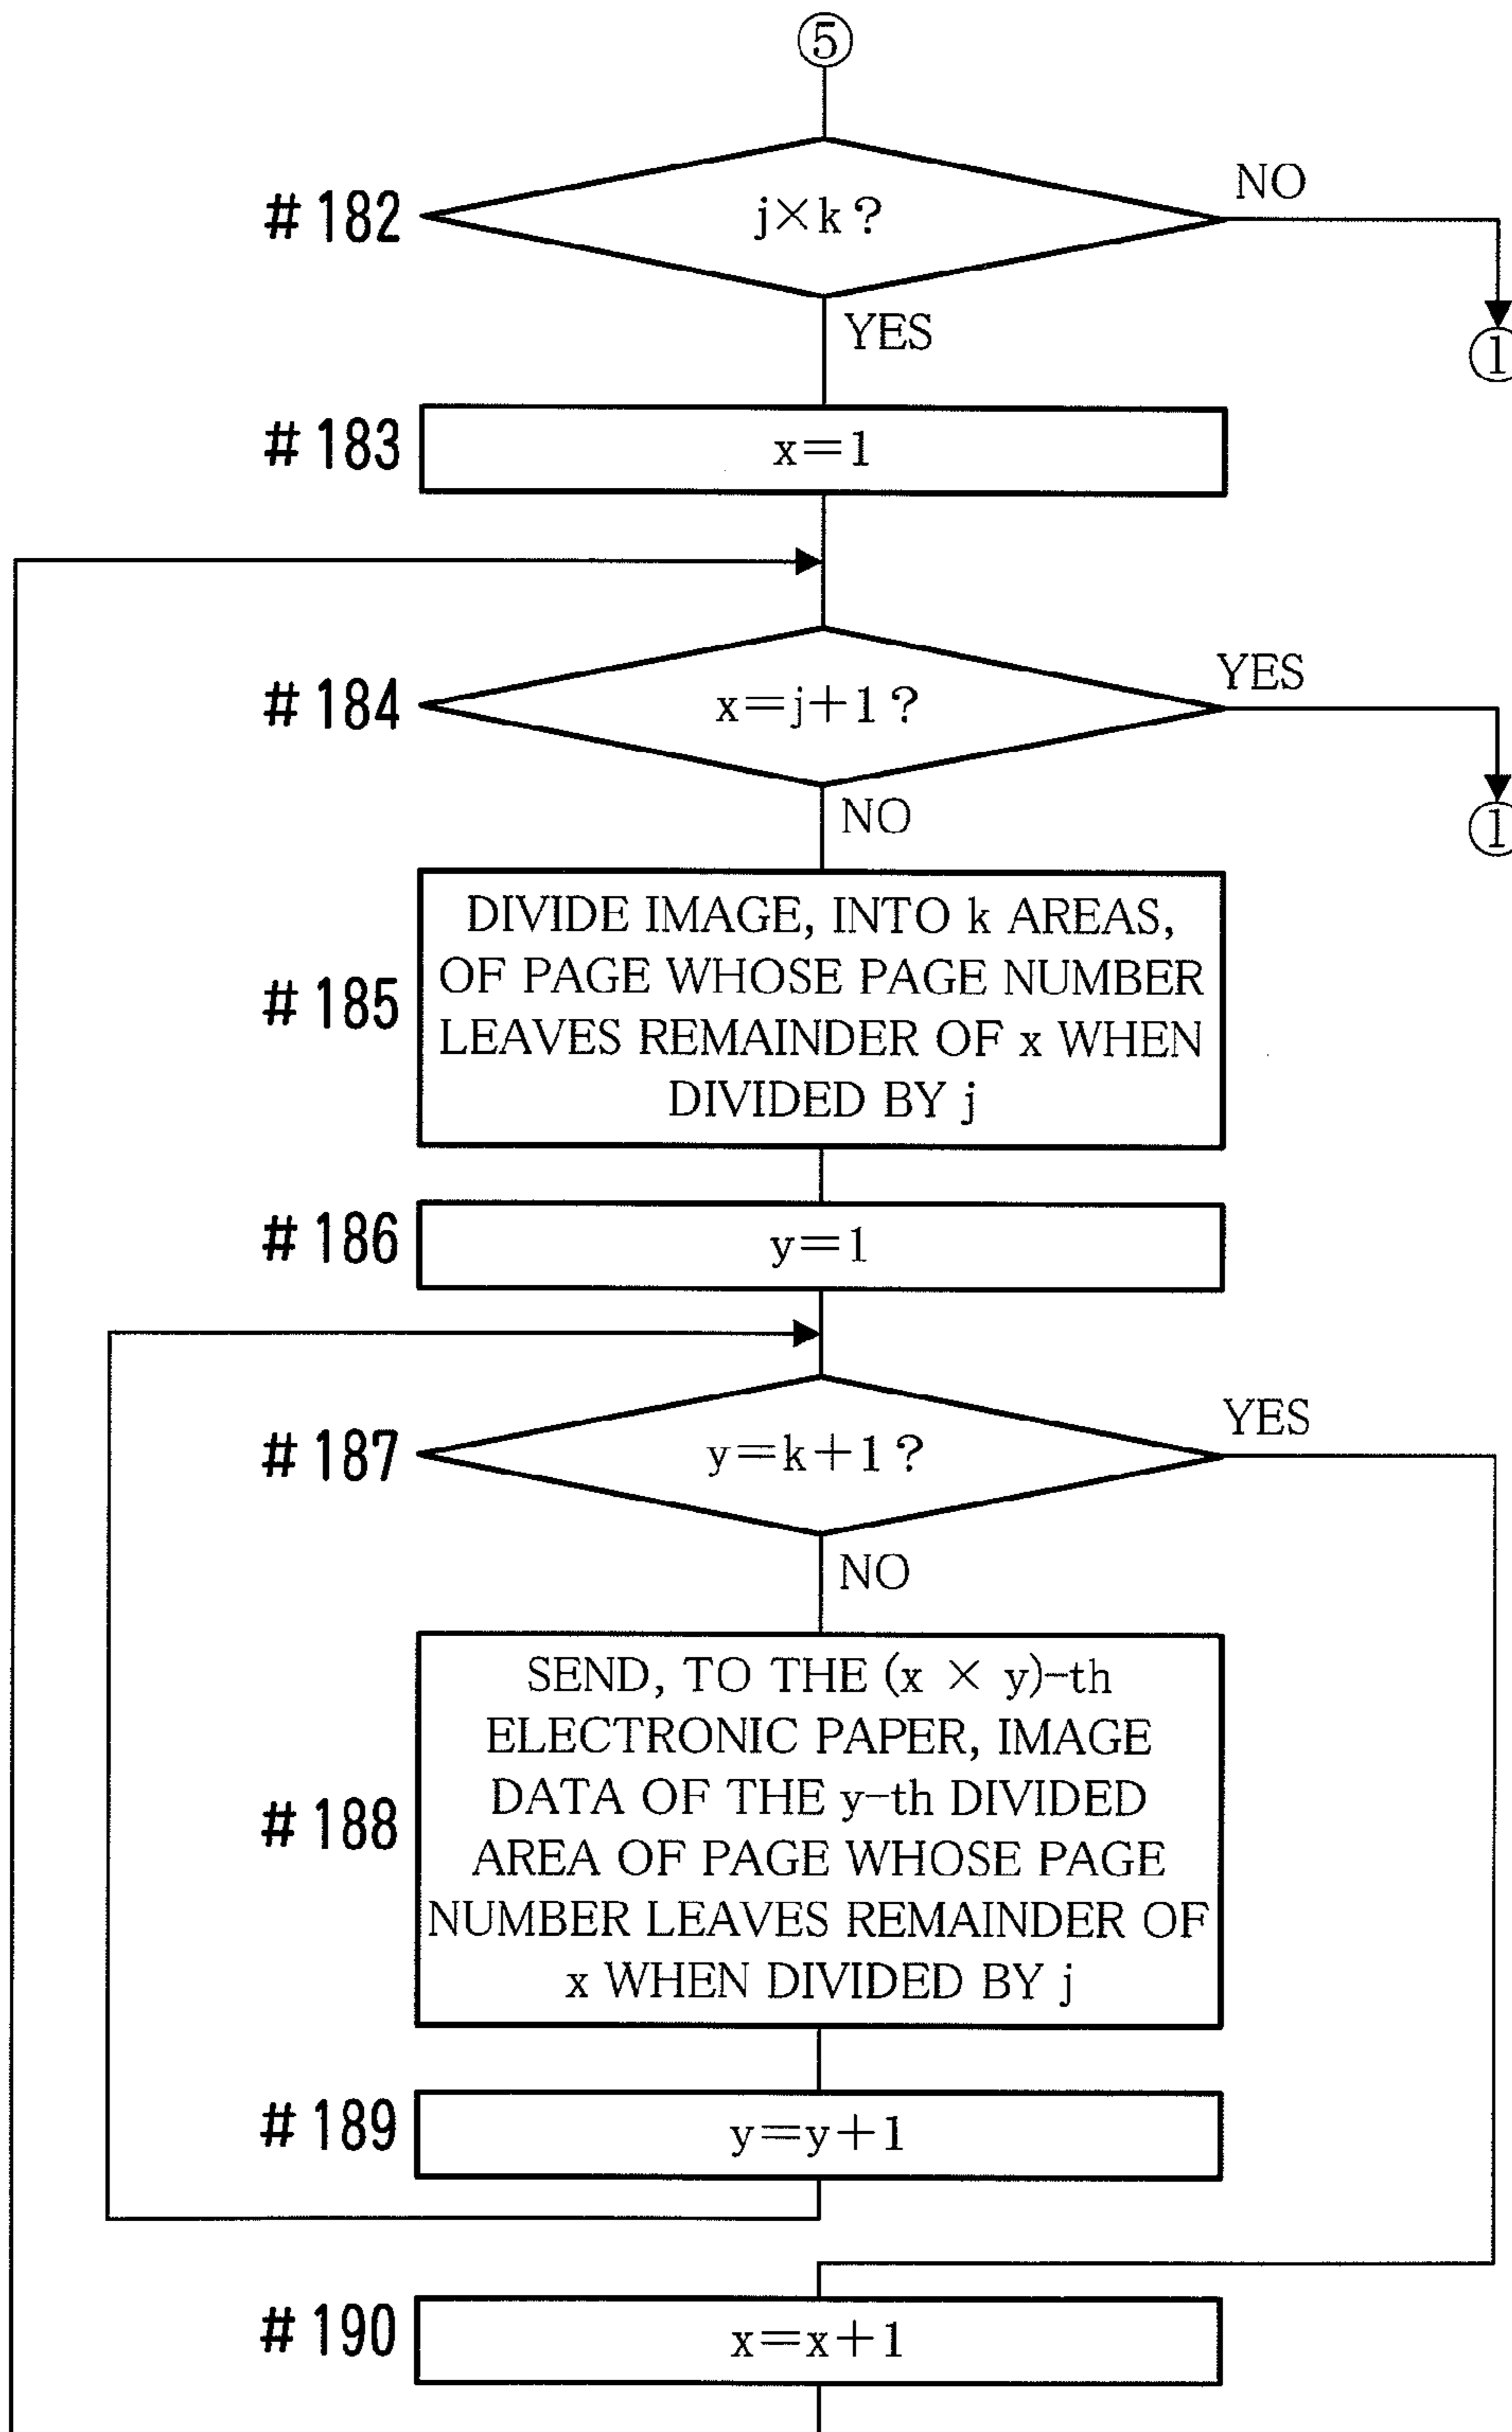 ⑤
# 182
j×k?
NO
YES
①
# 183
x=1
# 184
x=j+1?
YES
NO
①
# 185
DIVIDE IMAGE, INTO k AREAS,
OF PAGE WHOSE PAGE NUMBER
LEAVES REMAINDER OF x WHEN
DIVIDED BY j
# 186
y=1
# 187
y=k+1?
YES
NO
# 188
SEND, TO THE (x × y)-th
ELECTRONIC PAPER, IMAGE
DATA OF THE y-th DIVIDED
AREA OF PAGE WHOSE PAGE
NUMBER LEAVES REMAINDER OF
x WHEN DIVIDED BY j
# 189
y=y+1
# 190
x=x+1